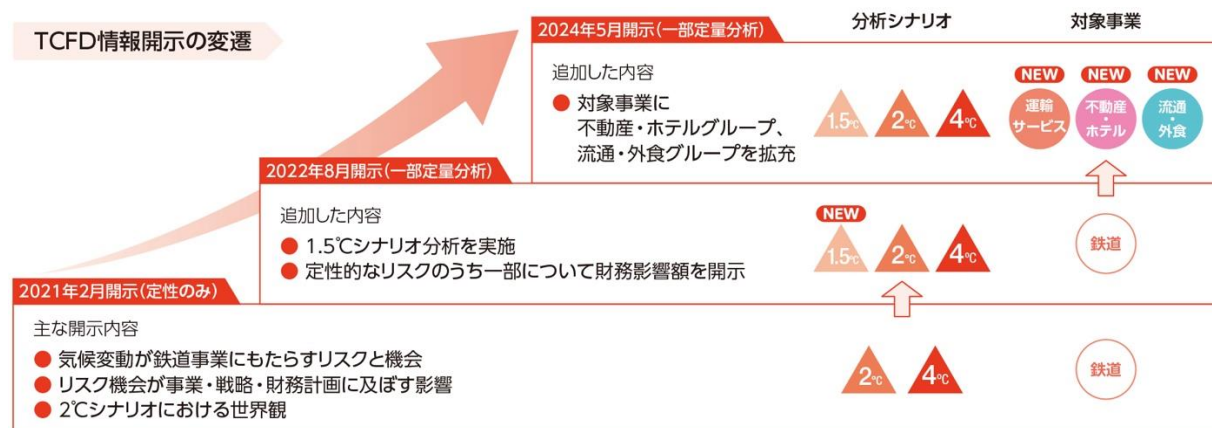 TCFD情報開示の変遷
分析シナリオ
対象事業
2024年5月開示(一部定量分析)
追加した内容
● 対象事業に
不動産・ホテルグループ、
流通・外食グループを拡充
1.5℃
2℃
4℃
NEW
運輸
サービス
NEW
不動産
・
ホテル
NEW
流通
・
外食
2022年8月開示(一部定量分析)
追加した内容
● 1.5℃シナリオ分析を実施
● 定性的なリスクのうち一部について財務影響額を開示
NEW
1.5℃
2℃
4℃
鉄道
2021年2月開示(定性のみ)
主な開示内容
● 気候変動が鉄道事業にもたらすリスクと機会
● リスク機会が事業・戦略・財務計画に及ぼす影響
● 2℃シナリオにおける世界観
2℃
4℃
鉄道